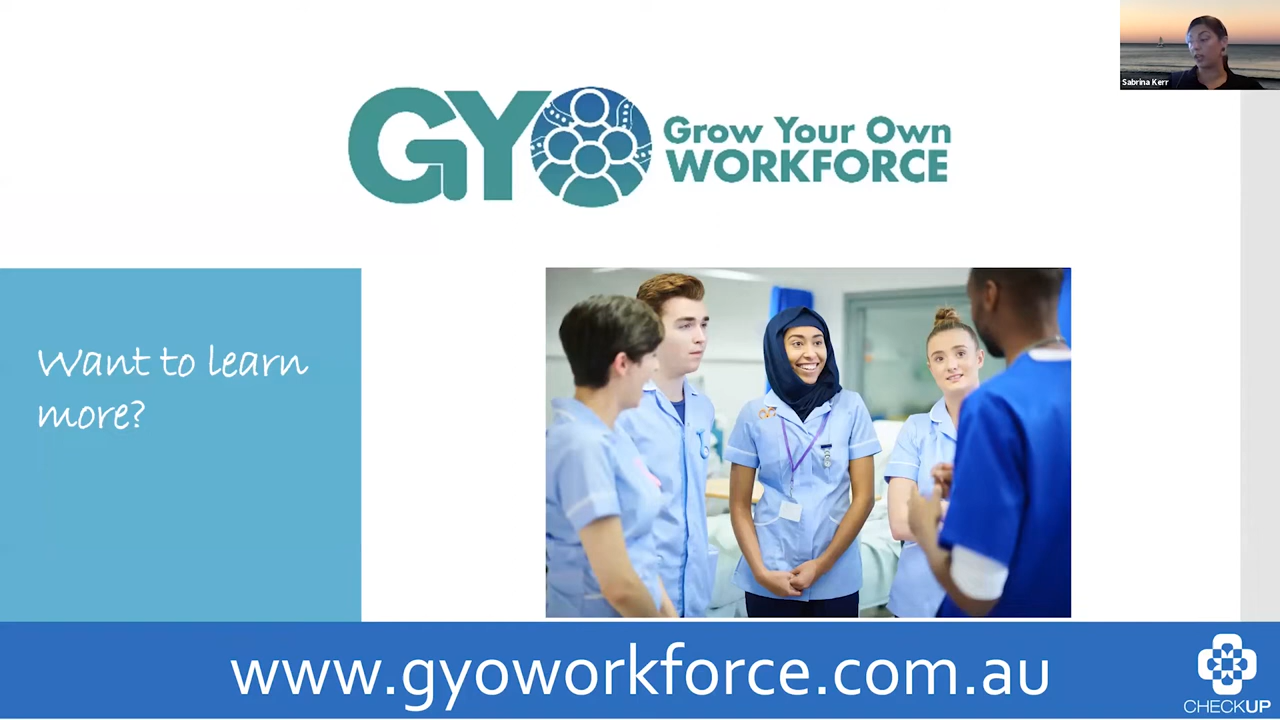 Sabrina Kerr
GYO
Grow Your Own
WORKFORCE
Want to learn
more?
www.gyoworkforce.com.au
CHECKUP